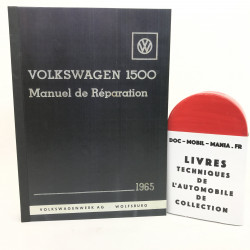 VOLKSWAGEN 1500
Manuel de Réparation
1965
VOLKSWAGENWERK AG WOLFSBURG
DOC-MOBIL-MANIA.FR
LIVRES
TECHNIQUES
DE
L'AUTOMOBILE
DE
COLLECTION